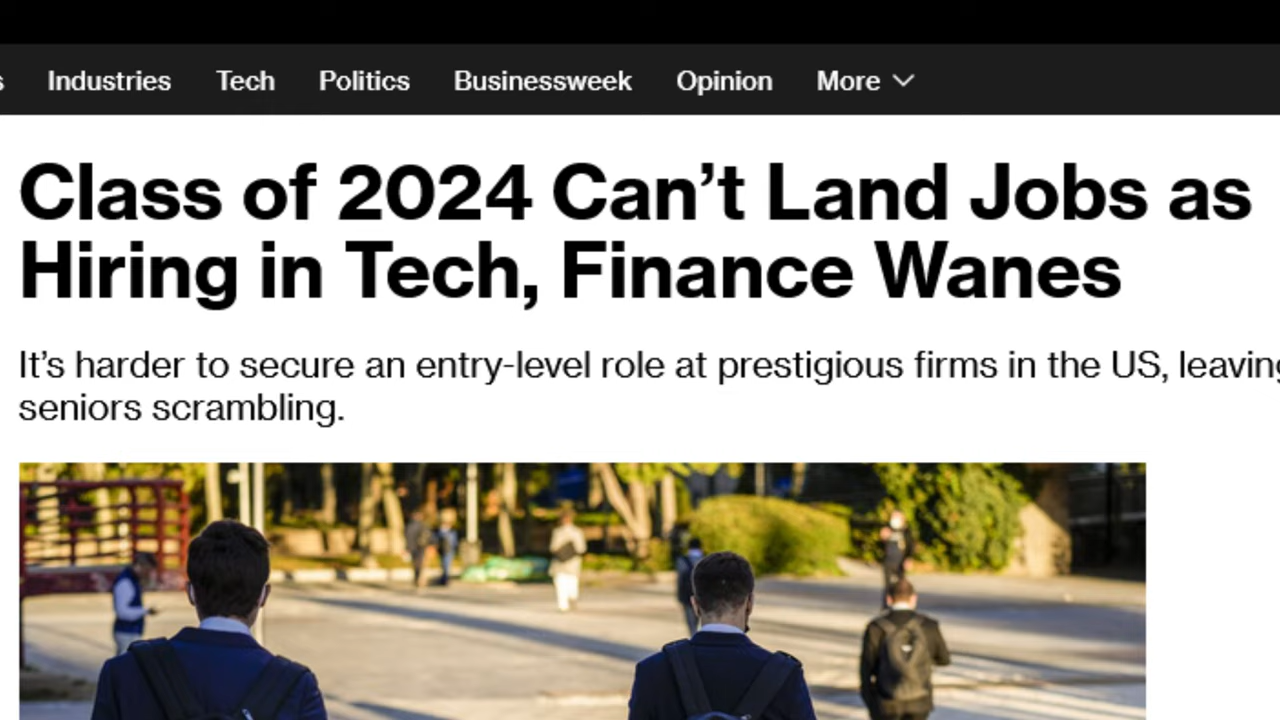 Industries Tech Politics Businessweek Opinion More
Class of 2024 Can’t Land Jobs as
Hiring in Tech, Finance Wanes
It’s harder to secure an entry-level role at prestigious firms in the US, leaving
seniors scrambling.